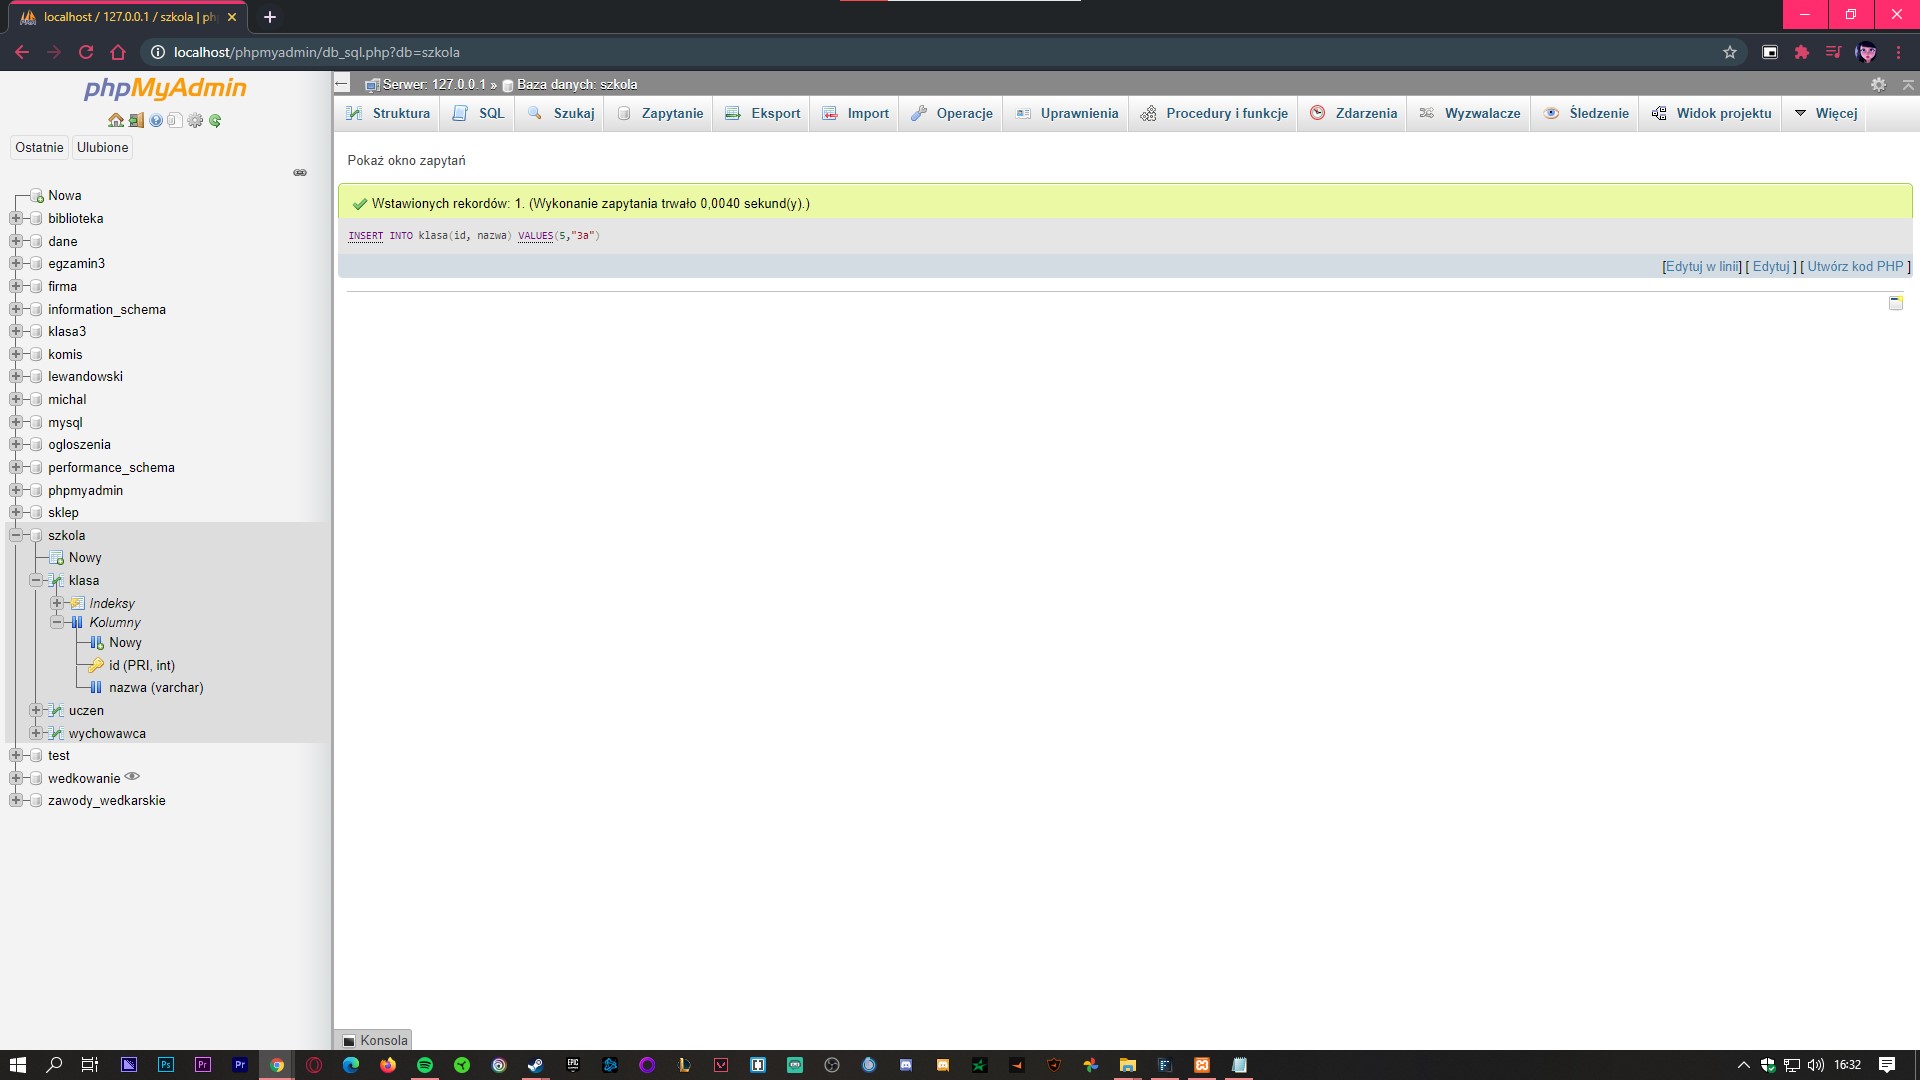 localhost / 127.0.0.1 / szkola | ph
localhost/phpmyadmin/db_sql.php?db=szkola
phpMyAdmin
Ostatnie Ulubione
Nowa
biblioteka
dane
egzamin3
firma
information_schema
klasa3
komis
lewandowski
michal
mysql
ogloszenia
performance_schema
phpmyadmin
sklep
szkola
Nowy
klasa
Indeksy
Kolumny
Nowy
id (PRI, int)
nazwa (varchar)
uczen
wychowawca
test
wedkowanie
zawody_wedkarskie
Serwer: 127.0.0.1 » Baza danych: szkola
Struktura SQL Szukaj Zapytanie Eksport Import Operacje Uprawnienia Procedury i funkcje Zdarzenia Wyzwalacze Śledzenie Widok projektu Więcej
Pokaż okno zapytań
Wstawionych rekordów: 1. (Wykonanie zapytania trwało 0,0040 sekund(y).)
INSERT INTO klasa(id, nazwa) VALUES(5,"3a")
[Edytuj w linii] [ Edytuj ] [ Utwórz kod PHP ]
Konsola
Ps Pr Pr EPIC 16:32